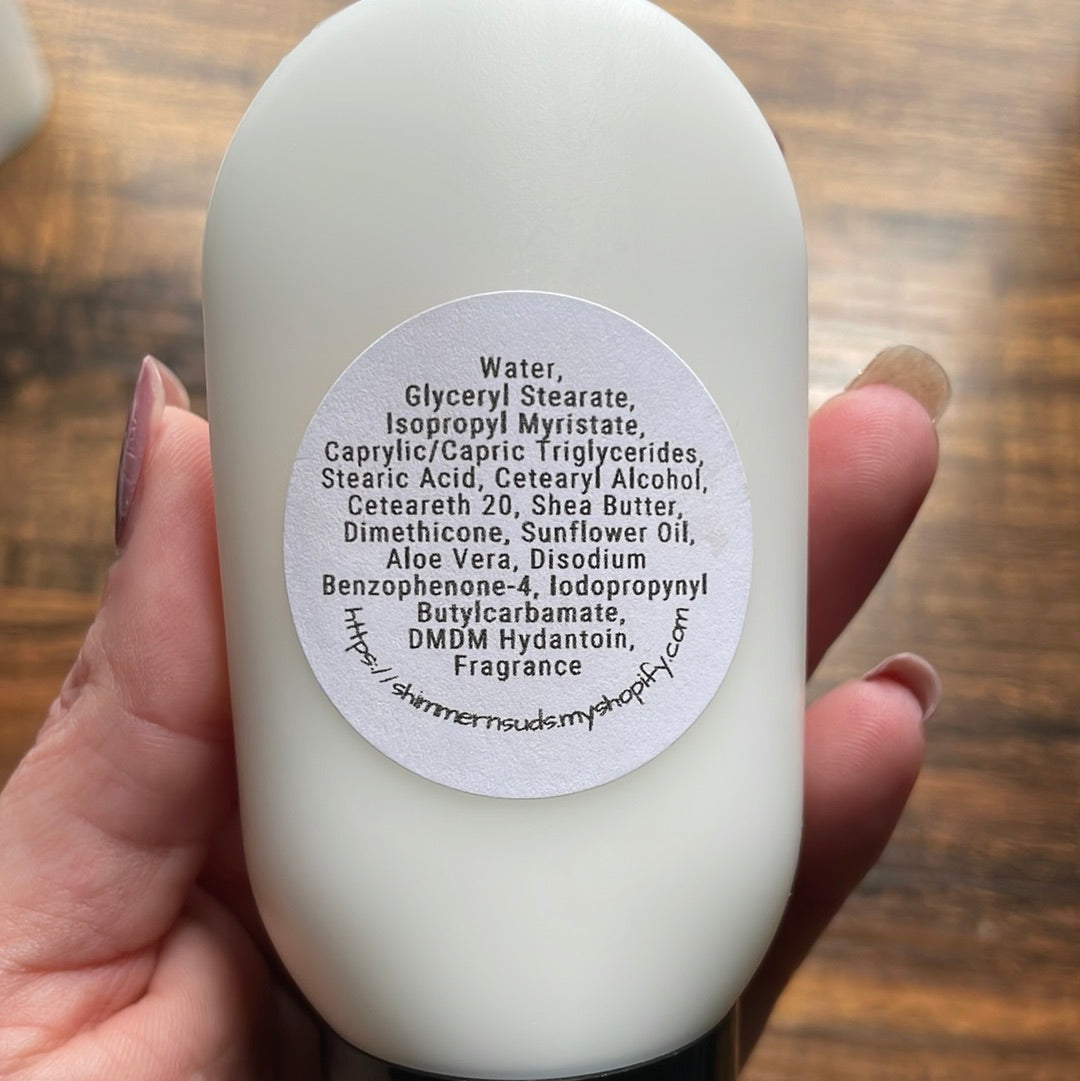 Water,
Glyceryl Stearate,
Isopropyl Myristate,
Caprylic/Capric Triglycerides,
Stearic Acid, Cetearyl Alcohol,
Ceteareth 20, Shea Butter,
Dimethicone, Sunflower Oil,
Aloe Vera, Disodium
Benzophenone-4, Iodopropynyl
Butylcarbamate,
DMDM Hydantoin,
Fragrance
https://shimmernsuds.myshopify.com